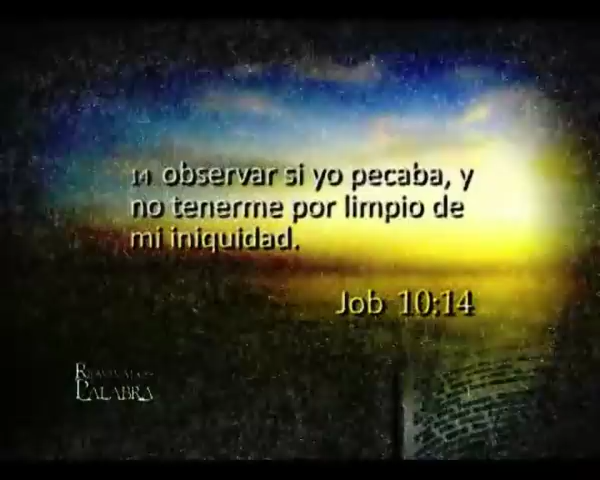 14 observar si yo pecaba, y
no tenerme por limpio de
mi iniquidad.
Job 10:14
PALABRA